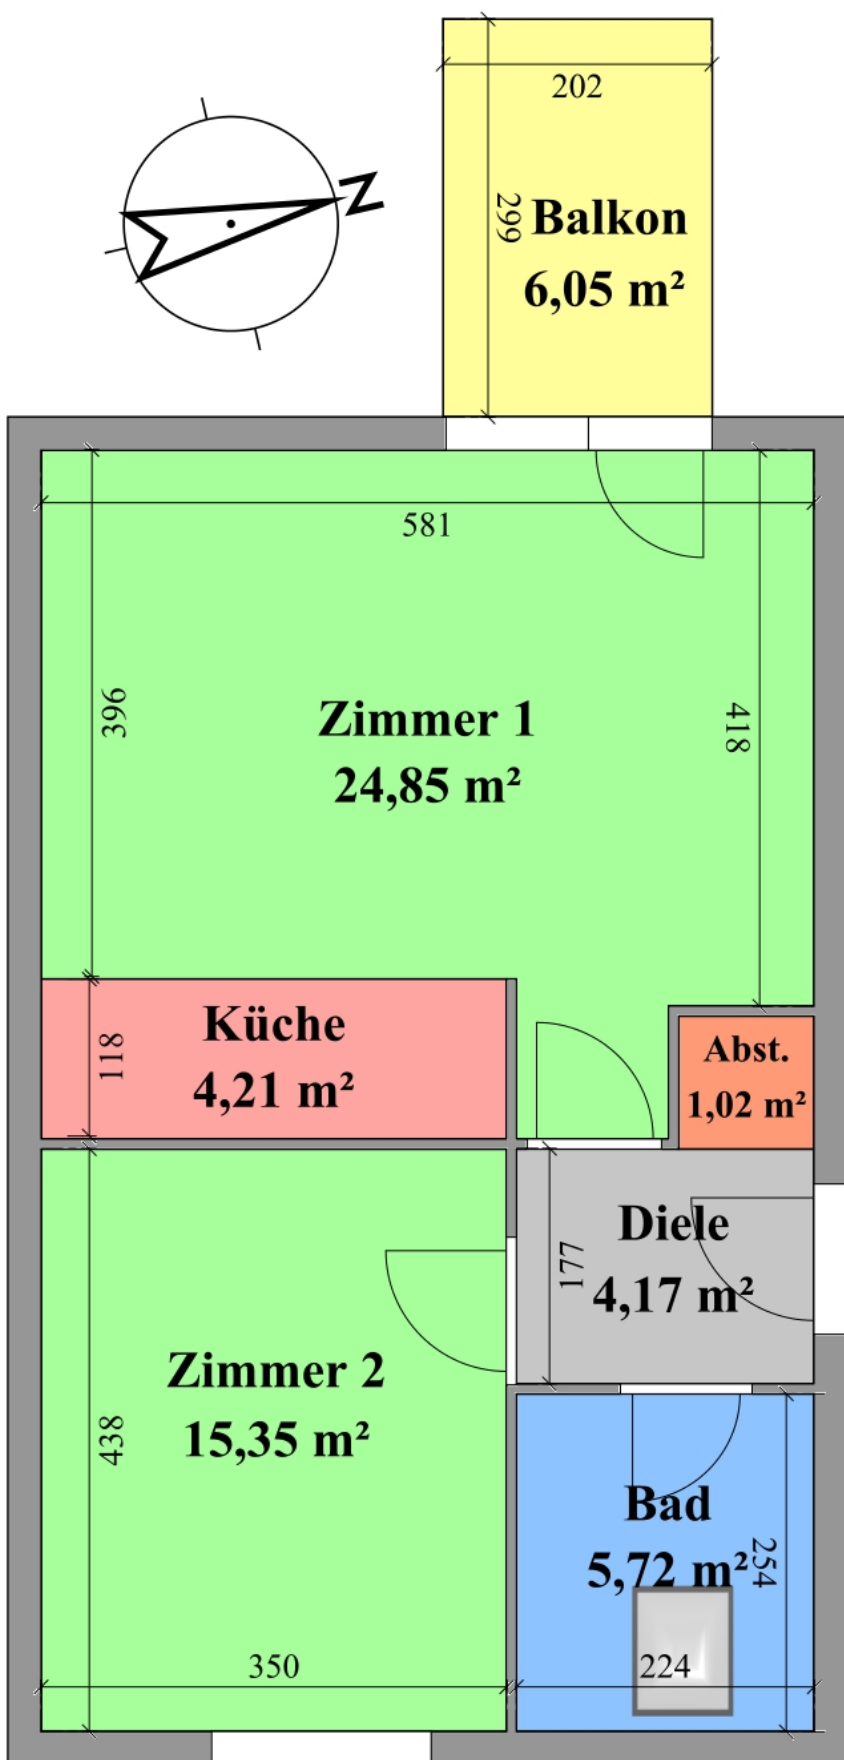 202
299
Balkon
6,05 m²
N
581
396
Zimmer 1
24,85 m²
418
Küche
4,21 m²
118
Abst.
1,02 m²
Diele
4,17 m²
177
Zimmer 2
15,35 m²
438
Bad
5,72 m²
254
350
224